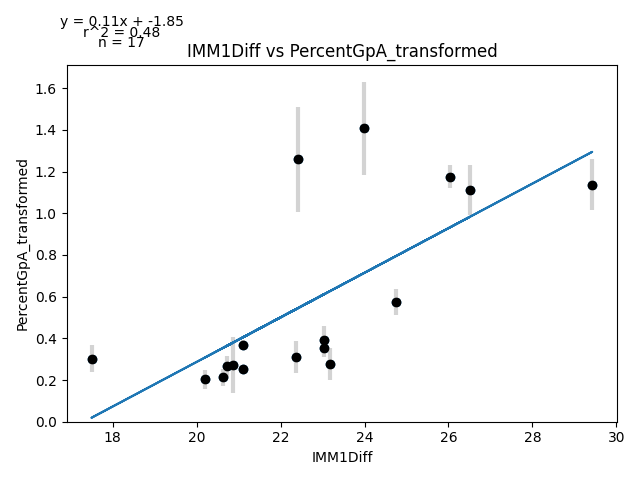 y = 0.11x + -1.85
r^2 = 0.48
n = 17
IMM1Diff vs PercentGpA_transformed
PercentGpA_transformed
1.6
1.4
1.2
1.0
0.8
0.6
0.4
0.2
0.0
18 20 22 24 26 28 30
IMM1Diff